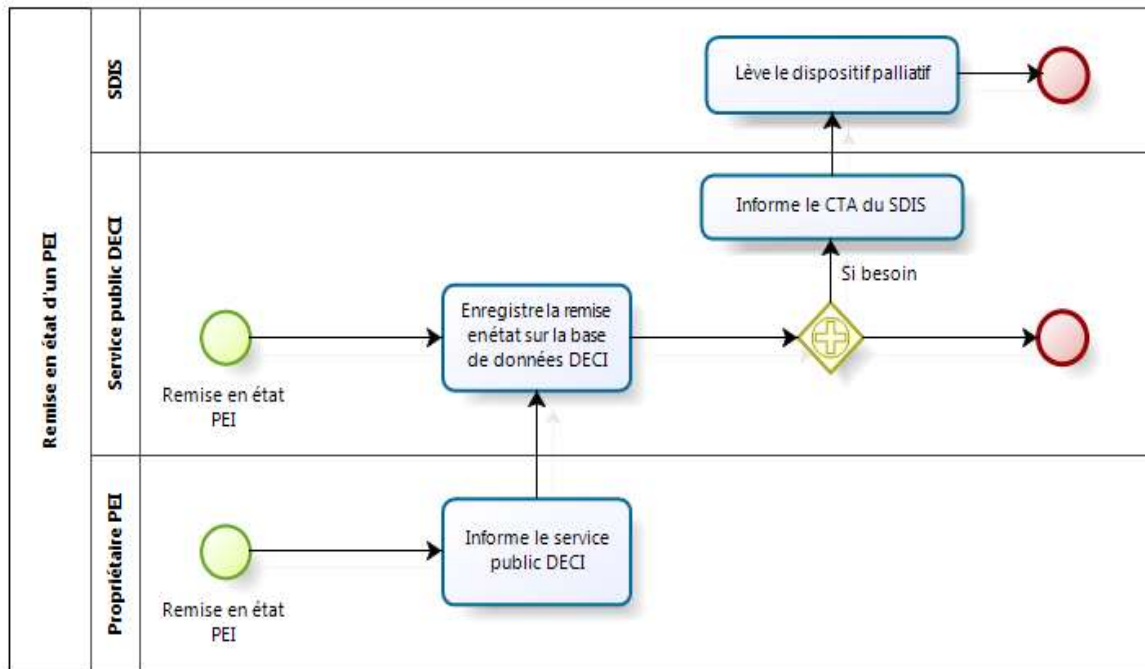 Remise en état d'un PEI
SDIS
Lève le dispositif palliatif
Service public DECI
Informe le CTA du SDIS
Si besoin
Enregistre la remise
enétat sur la base
de données DECI
Remise en état
PEI
Propriétaire PEI
Informe le service
public DECI
Remise en état
PEI